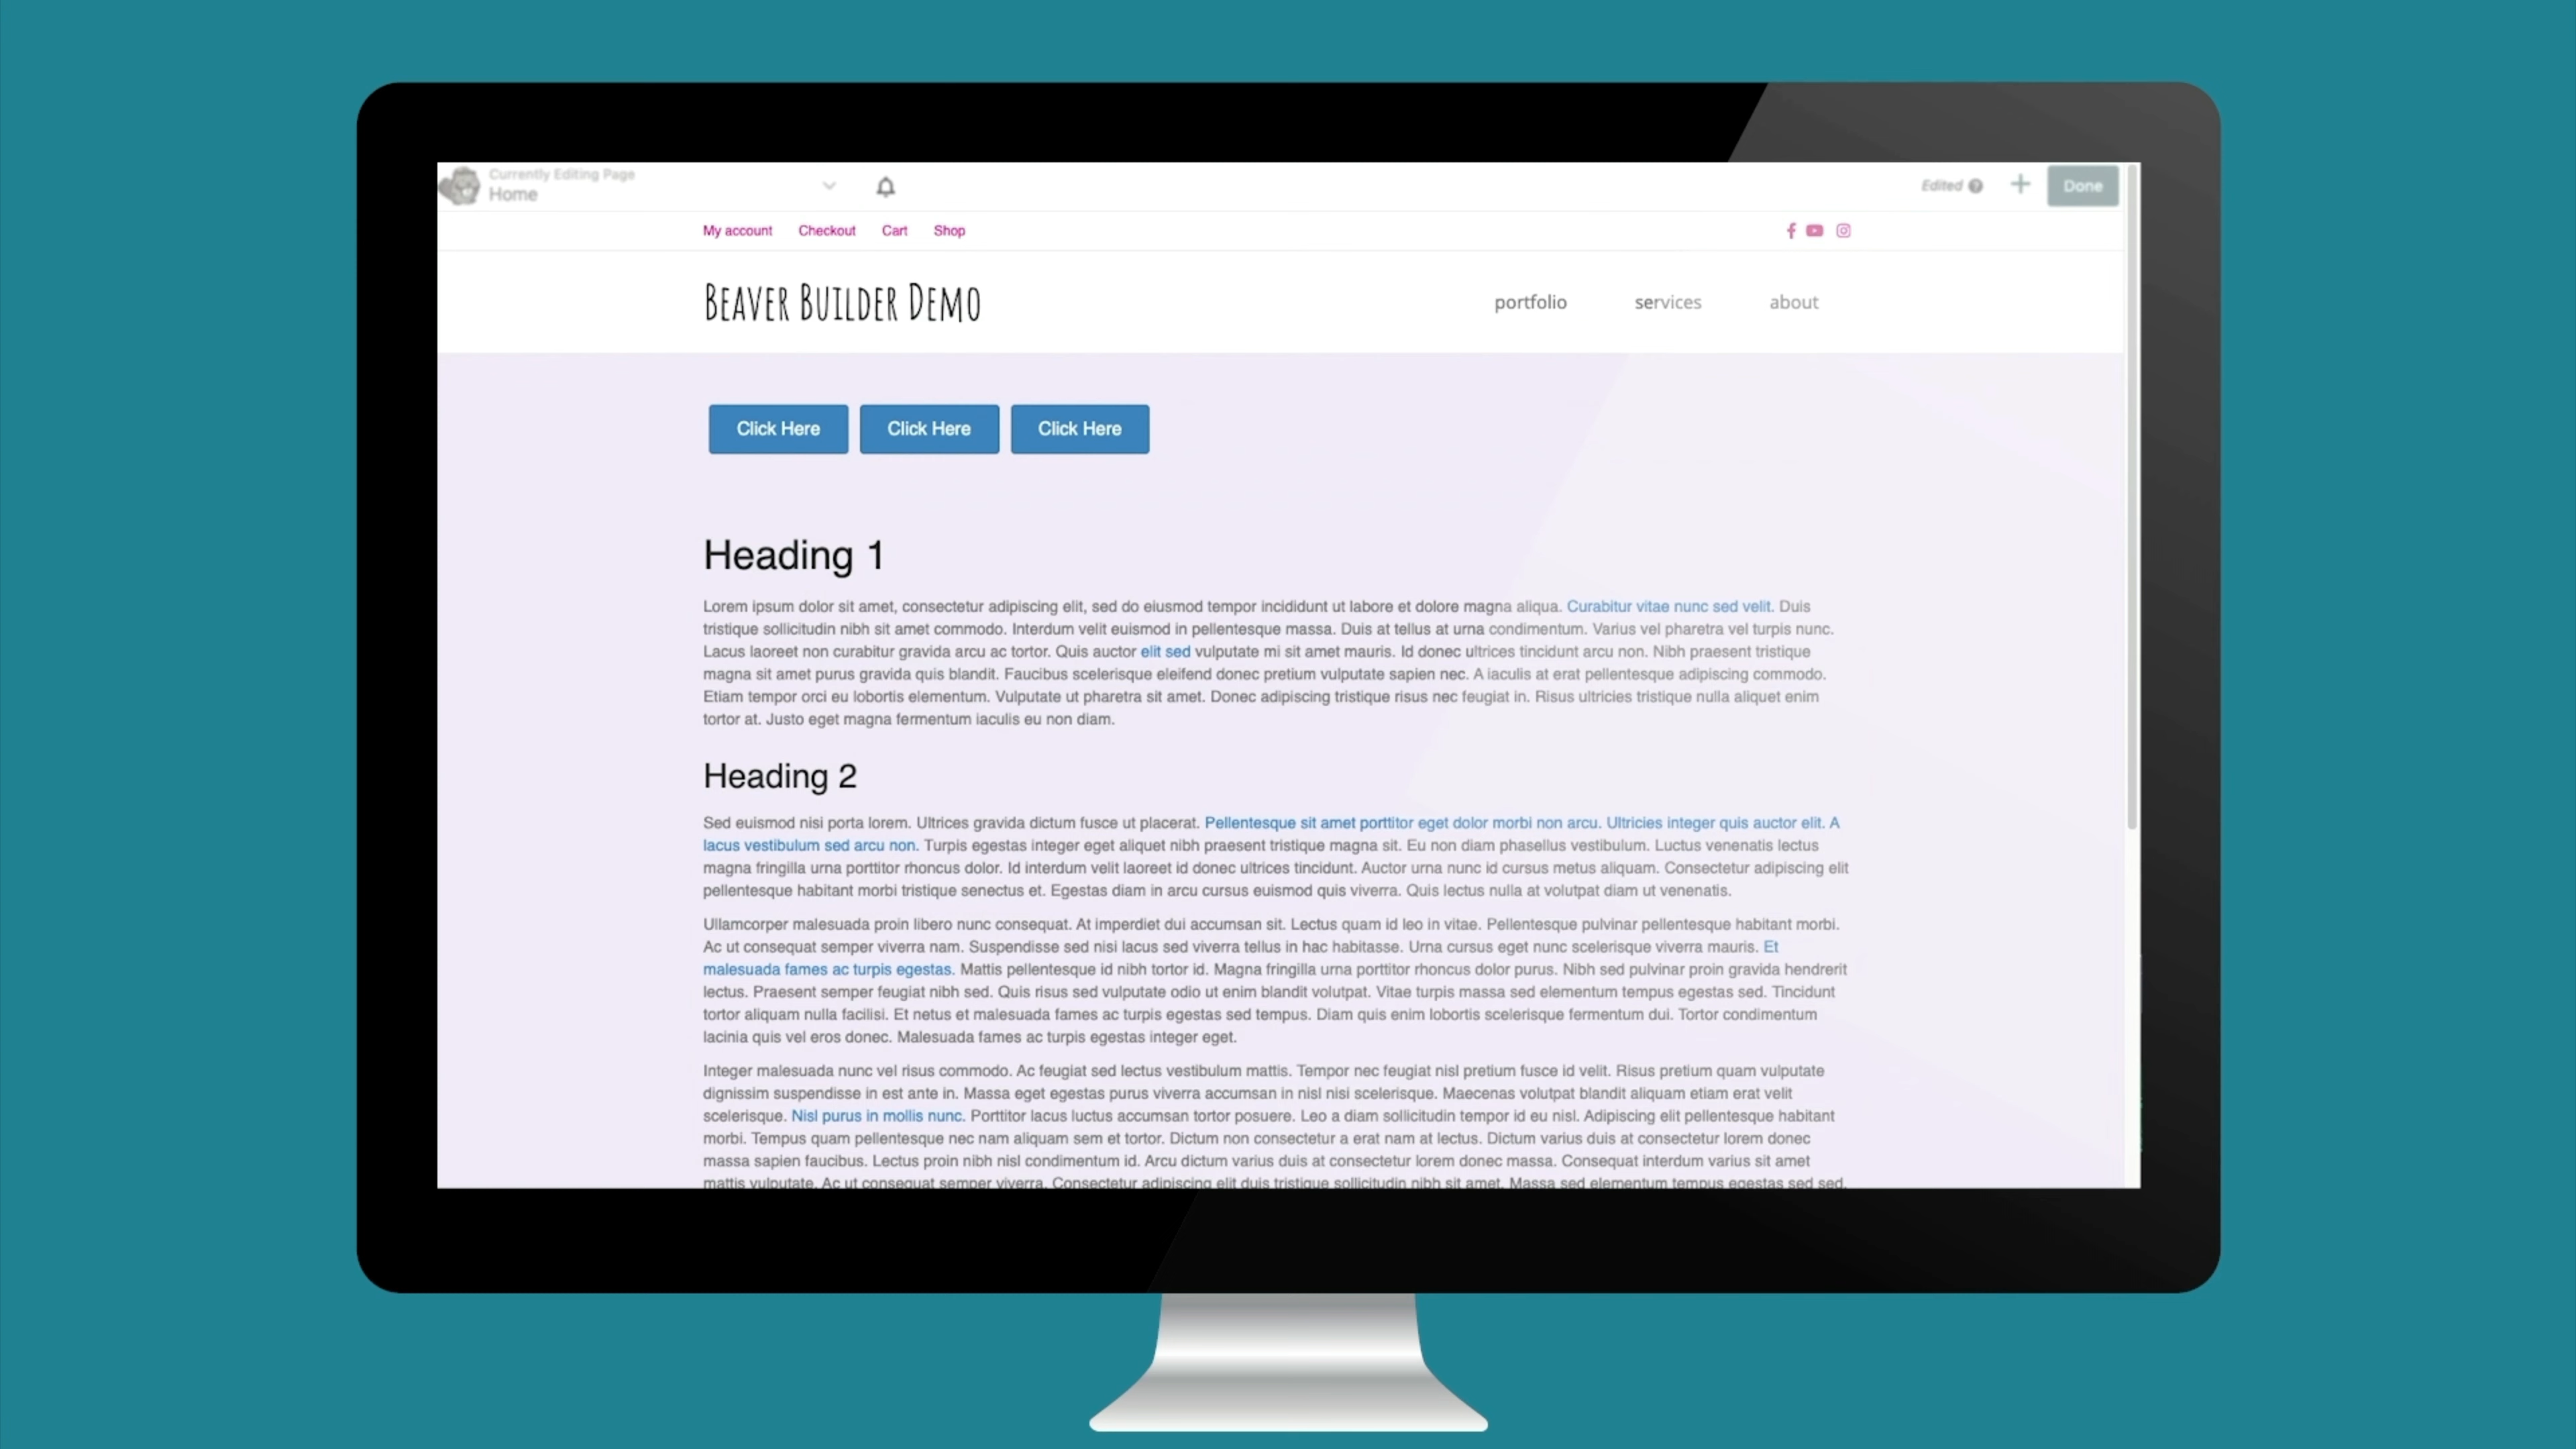 Currently Editing Page
Home
Edited
Done
My account Checkout Cart Shop
BEAVER BUILDER DEMO
portfolio services about
Click Here Click Here Click Here
Heading 1
Lorem ipsum dolor sit amet, consectetur adipiscing elit, sed do eiusmod tempor incididunt ut labore et dolore magna aliqua. Curabitur vitae nunc sed velit. Duis
tristique sollicitudin nibh sit amet commodo. Interdum velit euismod in pellentesque massa. Duis at tellus at urna condimentum. Varius vel pharetra vel turpis nunc.
Lacus laoreet non curabitur gravida arcu ac tortor. Quis auctor elit sed vulputate mi sit amet mauris. Id donec ultrices tincidunt arcu non. Nibh praesent tristique
magna sit amet purus gravida quis blandit. Faucibus scelerisque eleifend donec pretium vulputate sapien nec. A iaculis at erat pellentesque adipiscing commodo.
Etiam tempor orci eu lobortis elementum. Vulputate ut pharetra sit amet. Donec adipiscing tristique risus nec feugiat in. Risus ultricies tristique nulla aliquet enim
tortor at. Justo eget magna fermentum iaculis eu non diam.
Heading 2
Sed euismod nisi porta lorem. Ultrices gravida dictum fusce ut placerat. Pellentesque sit amet porttitor eget dolor morbi non arcu. Ultricies integer quis auctor elit. A
lacus vestibulum sed arcu non. Turpis egestas integer eget aliquet nibh praesent tristique magna sit. Eu non diam phasellus vestibulum. Luctus venenatis lectus
magna fringilla urna porttitor rhoncus dolor. Id interdum velit laoreet id donec ultrices tincidunt. Auctor urna nunc id cursus metus aliquam. Consectetur adipiscing elit
pellentesque habitant morbi tristique senectus et. Egestas diam in arcu cursus euismod quis viverra. Quis lectus nulla at volutpat diam ut venenatis.
Ullamcorper malesuada proin libero nunc consequat. At imperdiet dui accumsan sit. Lectus quam id leo in vitae. Pellentesque pulvinar pellentesque habitant morbi.
Ac ut consequat semper viverra nam. Suspendisse sed nisi lacus sed viverra tellus in hac habitasse. Urna cursus eget nunc scelerisque viverra mauris. Et
malesuada fames ac turpis egestas. Mattis pellentesque id nibh tortor id. Magna fringilla urna porttitor rhoncus dolor purus. Nibh sed pulvinar proin gravida hendrerit
lectus. Praesent semper feugiat nibh sed. Quis risus sed vulputate odio ut enim blandit volutpat. Vitae turpis massa sed elementum tempus egestas sed. Tincidunt
tortor aliquam nulla facilisi. Et netus et malesuada fames ac turpis egestas sed tempus. Diam quis enim lobortis scelerisque fermentum dui. Tortor condimentum
lacinia quis vel eros donec. Malesuada fames ac turpis egestas integer eget.
Integer malesuada nunc vel risus commodo. Ac feugiat sed lectus vestibulum mattis. Tempor nec feugiat nisl pretium fusce id velit. Risus pretium quam vulputate
dignissim suspendisse in est ante in. Massa eget egestas purus viverra accumsan in nisl nisi scelerisque. Maecenas volutpat blandit aliquam etiam erat velit
scelerisque. Nisl purus in mollis nunc. Porttitor lacus luctus accumsan tortor posuere. Leo a diam sollicitudin tempor id eu nisl. Adipiscing elit pellentesque habitant
morbi. Tempus quam pellentesque nec nam aliquam sem et tortor. Dictum non consectetur a erat nam at lectus. Dictum varius duis at consectetur lorem donec
massa sapien faucibus. Lectus proin nibh nisl condimentum id. Arcu dictum varius duis at consectetur lorem donec massa. Consequat interdum varius sit amet
mattis vulputate. Ac ut consequat semper viverra. Consectetur adipiscing elit duis tristique sollicitudin nibh sit amet. Massa sed elementum tempus egestas sed sed.